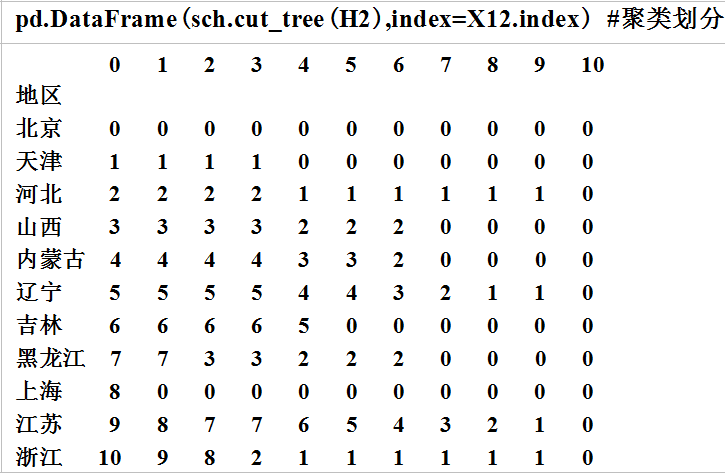 pd.DataFrame(sch.cut_tree(H2),index=X12.index) #聚类划分
0 1 2 3 4 5 6 7 8 9 10
地区
北京 0 0 0 0 0 0 0 0 0 0 0
天津 1 1 1 1 0 0 0 0 0 0 0
河北 2 2 2 2 1 1 1 1 1 1 0
山西 3 3 3 3 2 2 2 0 0 0 0
内蒙古 4 4 4 4 3 3 2 0 0 0 0
辽宁 5 5 5 5 4 4 3 2 1 1 0
吉林 6 6 6 6 5 0 0 0 0 0 0
黑龙江 7 7 3 3 2 2 2 0 0 0 0
上海 8 0 0 0 0 0 0 0 0 0 0
江苏 9 8 7 7 6 5 4 3 2 1 0
浙江 10 9 8 2 1 1 1 1 1 1 0